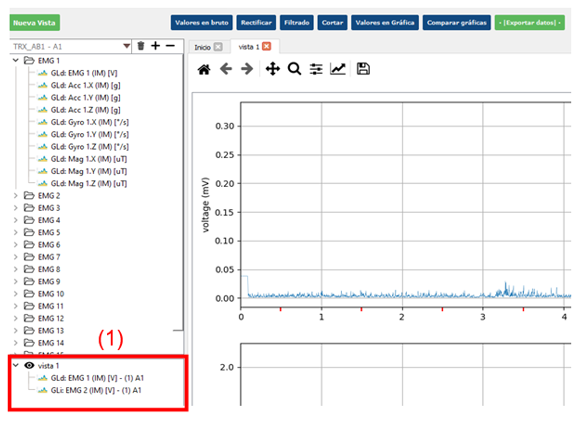 Nueva Vista
Valores en bruto
Rectificar
Filtrado
Cortar
Valores en Gráfica
Comparar gráficas
- [Exportar datos] -
TRX_AB1 - A1
Inicio
vista 1
EMG 1
GLd: EMG 1 (IM) [V]
GLd: Acc 1.X (IM) [g]
GLd: Acc 1.Y (IM) [g]
GLd: Acc 1.Z (IM) [g]
GLd: Gyro 1.X (IM) [°/s]
GLd: Gyro 1.Y (IM) [°/s]
GLd: Gyro 1.Z (IM) [°/s]
GLd: Mag 1.X (IM) [uT]
GLd: Mag 1.Y (IM) [uT]
GLd: Mag 1.Z (IM) [uT]
EMG 2
EMG 3
EMG 4
EMG 5
EMG 6
EMG 7
EMG 8
EMG 9
EMG 10
EMG 11
EMG 12
EMG 13
EMG 14
(1)
vista 1
GLd: EMG 1 (IM) [V] - (1) A1
GLi: EMG 2 (IM) [V] - (1) A1
voltage (mV)
0.30
0.25
0.20
0.15
0.10
0.05
0.00
0 1 2 3 4
2.0